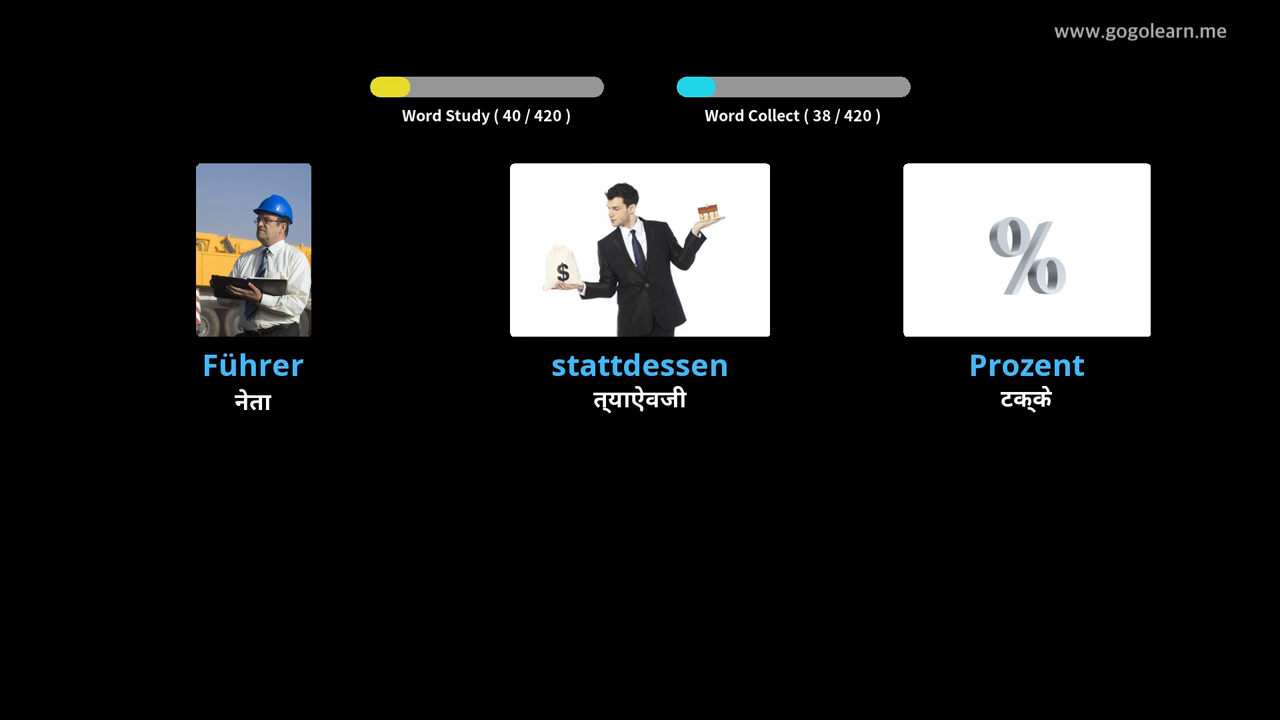 www.gogolearn.me
Word Study ( 40 / 420 )
Word Collect ( 38 / 420 )
$
%
Führer
stattdessen
Prozent
नेता
त्याऐवजी
टक्के